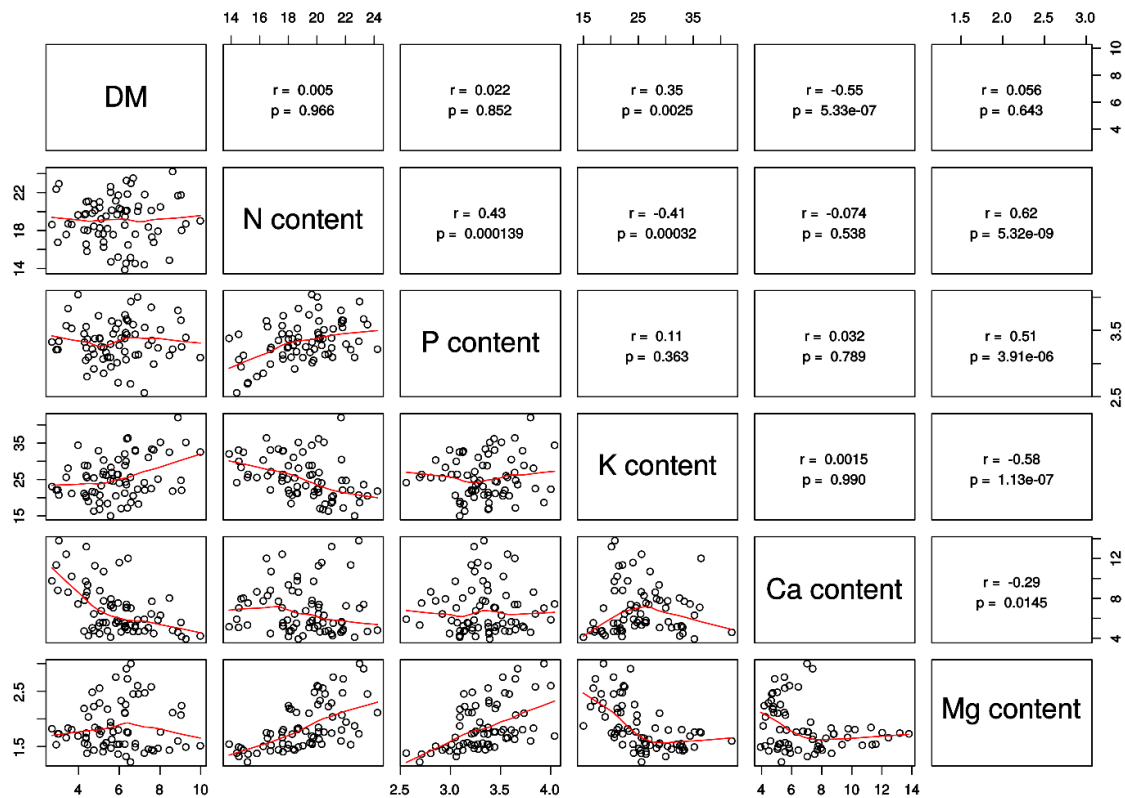 14 16 18 20 22 24
15 25 35
1.5 2.0 2.5 3.0
DM
r = 0.005
p = 0.966
r = 0.022
p = 0.852
r = 0.35
p = 0.0025
r = -0.55
p = 5.33e-07
r = 0.056
p = 0.643
4 6 8 10
14 18 22
N content
r = 0.43
p = 0.000139
r = -0.41
p = 0.00032
r = -0.074
p = 0.538
r = 0.62
p = 5.32e-09
P content
r = 0.11
p = 0.363
r = 0.032
p = 0.789
r = 0.51
p = 3.91e-06
2.5 3.5
15 25 35
K content
r = 0.0015
p = 0.990
r = -0.58
p = 1.13e-07
Ca content
r = -0.29
p = 0.0145
4 8 12
1.5 2.5
Mg content
4 6 8 10
2.5 3.0 3.5 4.0
4 6 8 10 12 14